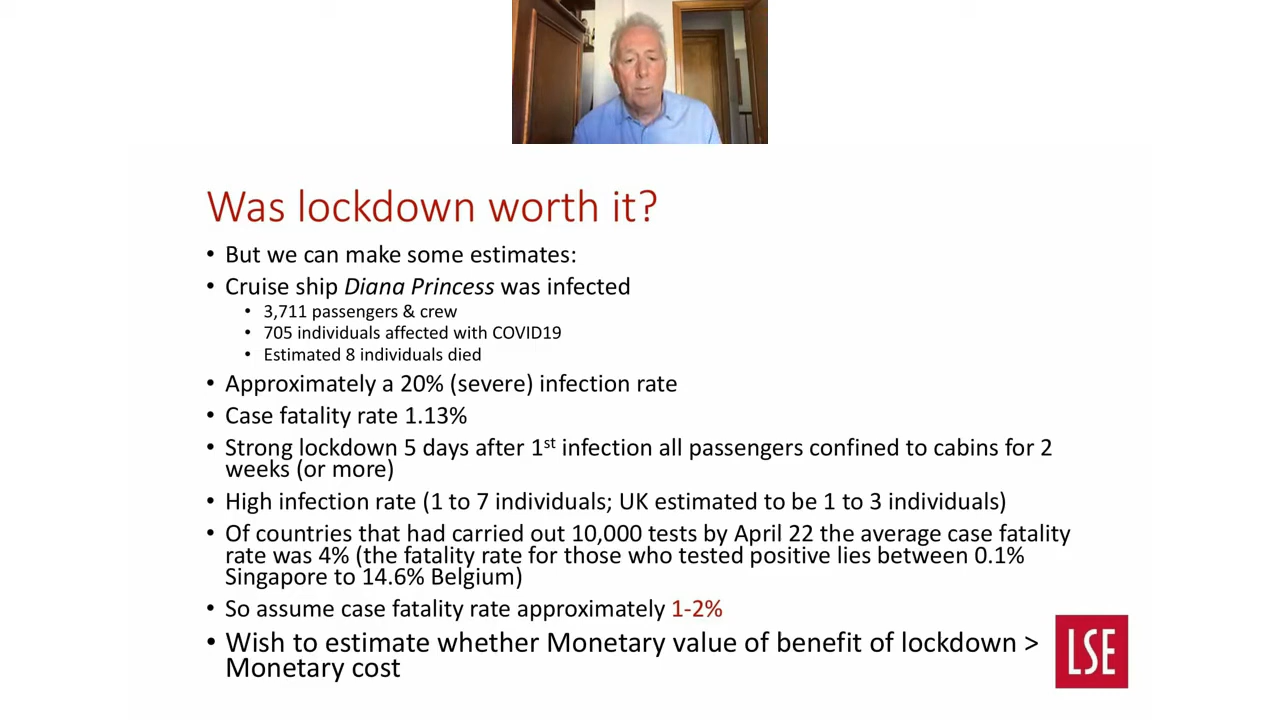 Was lockdown worth it?
• But we can make some estimates:
• Cruise ship Diana Princess was infected
• 3,711 passengers & crew
• 705 individuals affected with COVID19
• Estimated 8 individuals died
• Approximately a 20% (severe) infection rate
• Case fatality rate 1.13%
• Strong lockdown 5 days after 1st infection all passengers confined to cabins for 2
weeks (or more)
• High infection rate (1 to 7 individuals; UK estimated to be 1 to 3 individuals)
• Of countries that had carried out 10,000 tests by April 22 the average case fatality
rate was 4% (the fatality rate for those who tested positive lies between 0.1%
Singapore to 14.6% Belgium)
• So assume case fatality rate approximately 1-2%
• Wish to estimate whether Monetary value of benefit of lockdown >
Monetary cost
LSE